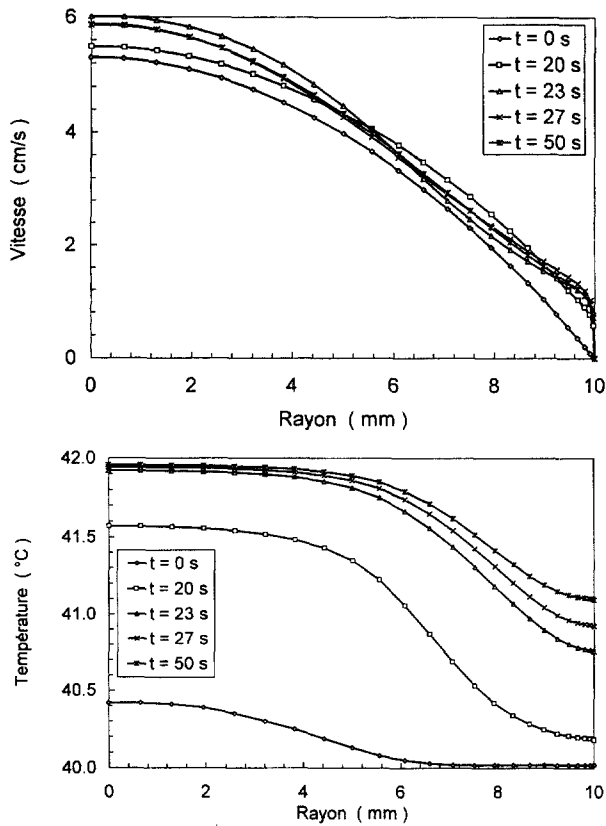 6
4
2
0
Vitesse ( cm/s )
t = 0 s
t = 20 s
t = 23 s
t = 27 s
t = 50 s
0 2 4 6 8 10
Rayon ( mm )
42.0
41.5
41.0
40.5
40.0
Température ( °C )
t = 0 s
t = 20 s
t = 23 s
t = 27 s
t = 50 s
0 2 4 6 8 10
Rayon ( mm )